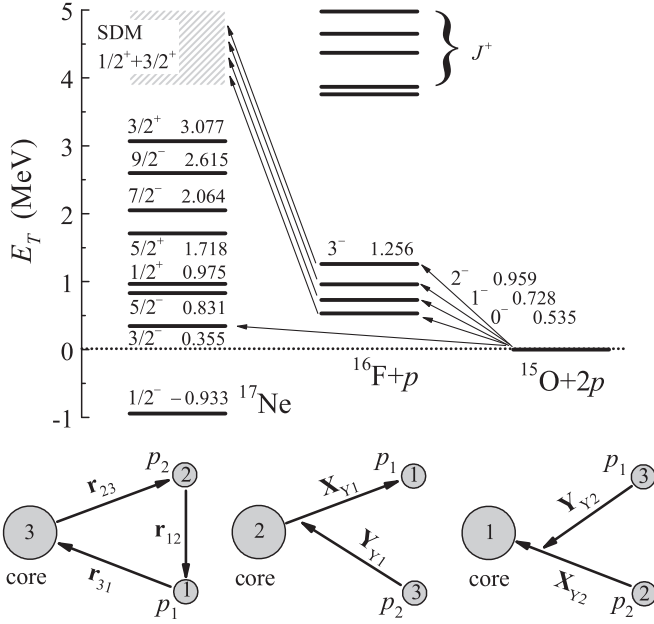 5
4
3
2
1
0
-1
E_T (MeV)
SDM
1/2⁺+3/2⁺
3/2⁺ 3.077
9/2⁻ 2.615
7/2⁻ 2.064
5/2⁺ 1.718
1/2⁺ 0.975
5/2⁻ 0.831
3/2⁻ 0.355
1/2⁻ −0.933
¹⁷Ne
J⁺
3⁻ 1.256
2⁻ 0.959
1⁻ 0.728
0⁻ 0.535
¹⁶F+p
¹⁵O+2p
3
core
r₂₃
p₂
2
r₁₂
r₃₁
1
p₁
2
core
X_Y1
p₁
1
Y_Y1
3
p₂
1
core
p₁
3
Y_Y2
X_Y2
2
p₂